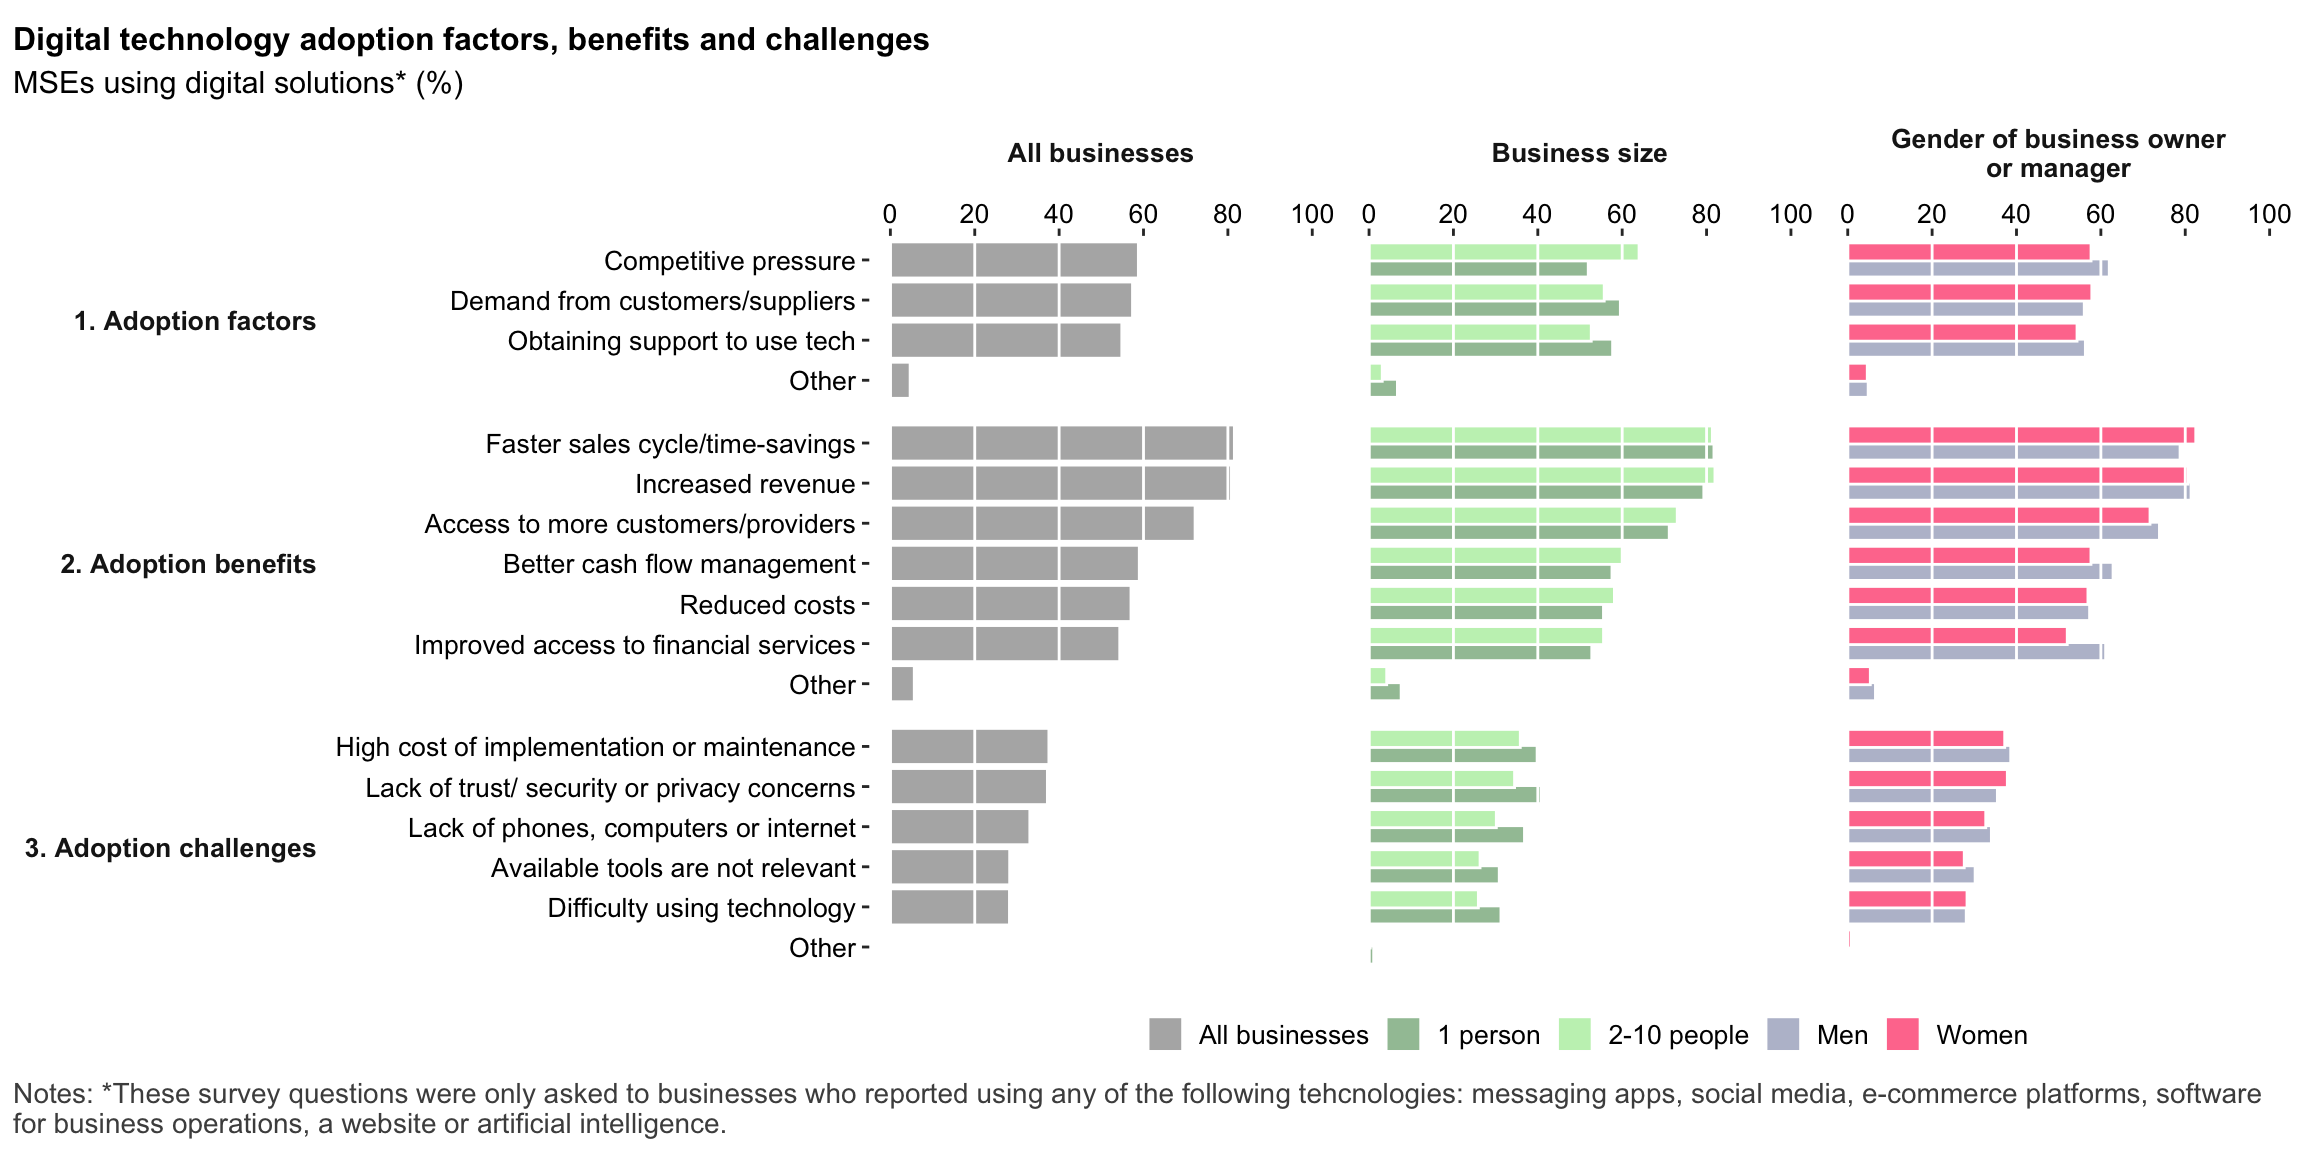 Digital technology adoption factors, benefits and challenges
MSEs using digital solutions* (%)
All businesses
Business size
Gender of business owner
or manager
0 20 40 60 80 100 0 20 40 60 80 100 0 20 40 60 80 100
1. Adoption factors
Competitive pressure
Demand from customers/suppliers
Obtaining support to use tech
Other
2. Adoption benefits
Faster sales cycle/time-savings
Increased revenue
Access to more customers/providers
Better cash flow management
Reduced costs
Improved access to financial services
Other
3. Adoption challenges
High cost of implementation or maintenance
Lack of trust/ security or privacy concerns
Lack of phones, computers or internet
Available tools are not relevant
Difficulty using technology
Other
All businesses 1 person 2-10 people Men Women
Notes: *These survey questions were only asked to businesses who reported using any of the following tehcnologies: messaging apps, social media, e-commerce platforms, software
for business operations, a website or artificial intelligence.